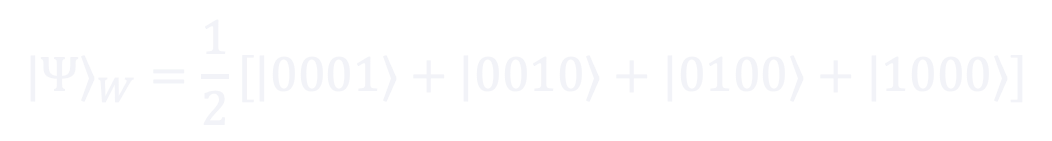 |Ψ⟩_W = 1/2 [|0001⟩ + |0010⟩ + |0100⟩ + |1000⟩]